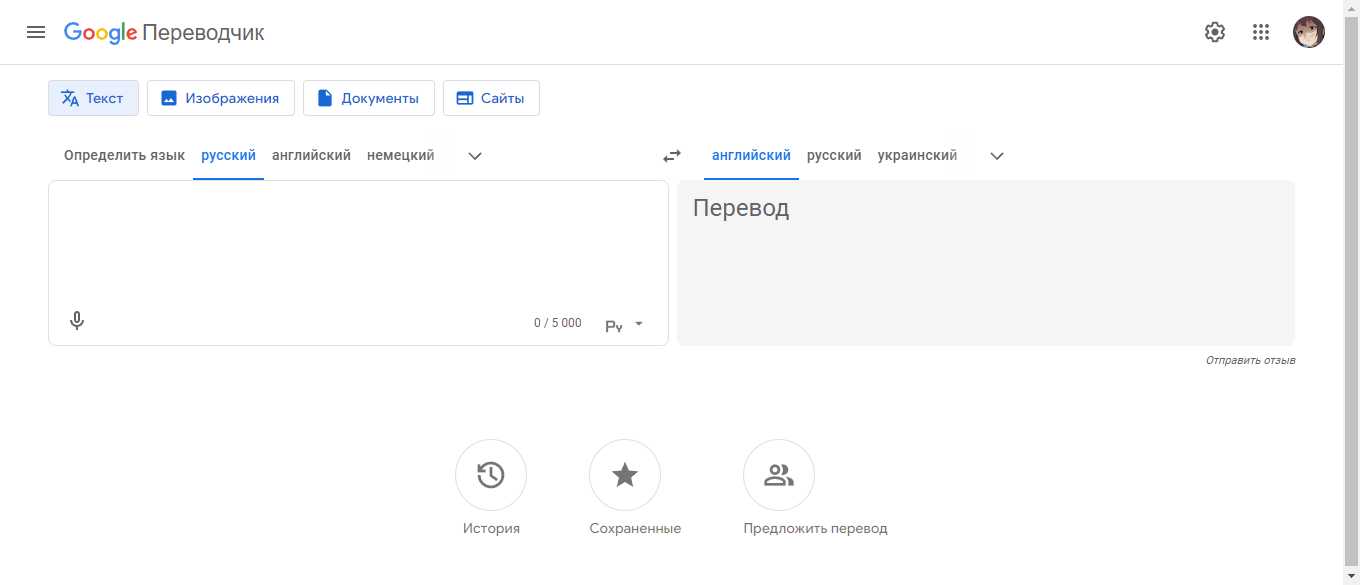 Google Переводчик
Текст
Изображения
Документы
Сайты
Определить язык русский английский немецкий
английский русский украинский
Перевод
0 / 5 000
Ру
Отправить отзыв
История
Сохраненные
Предложить перевод